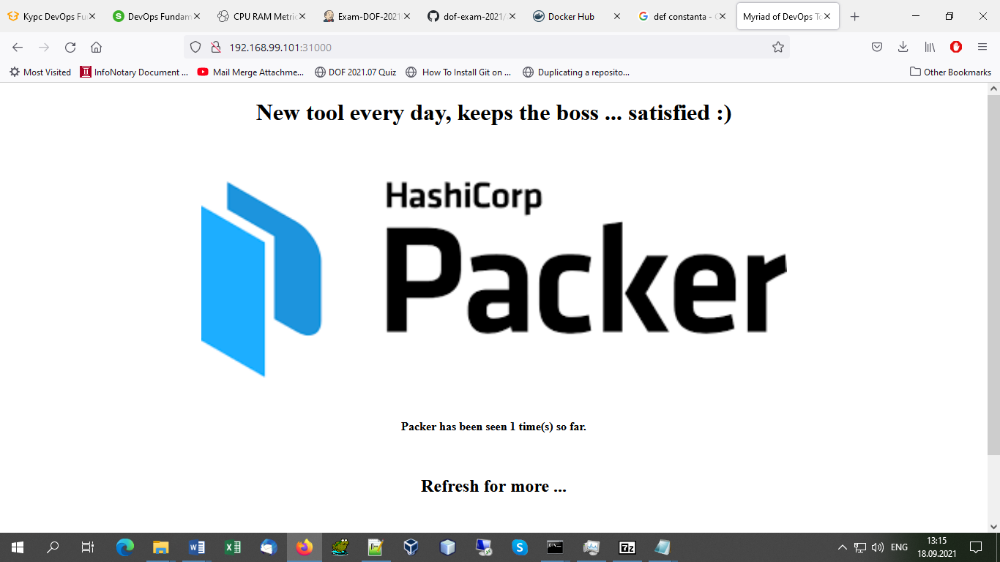 Курс DevOps Fu
DevOps Fundam
CPU RAM Metric
Exam-DOF-2021
dof-exam-2021/
Docker Hub
def constanta - G
Myriad of DevOps To
192.168.99.101:31000
Most Visited
InfoNotary Document ...
Mail Merge Attachme...
DOF 2021.07 Quiz
How To Install Git on ...
Duplicating a reposito...
Other Bookmarks
New tool every day, keeps the boss ... satisfied :)
HashiCorp
Packer
Packer has been seen 1 time(s) so far.
Refresh for more ...
ENG
13:15
18.09.2021